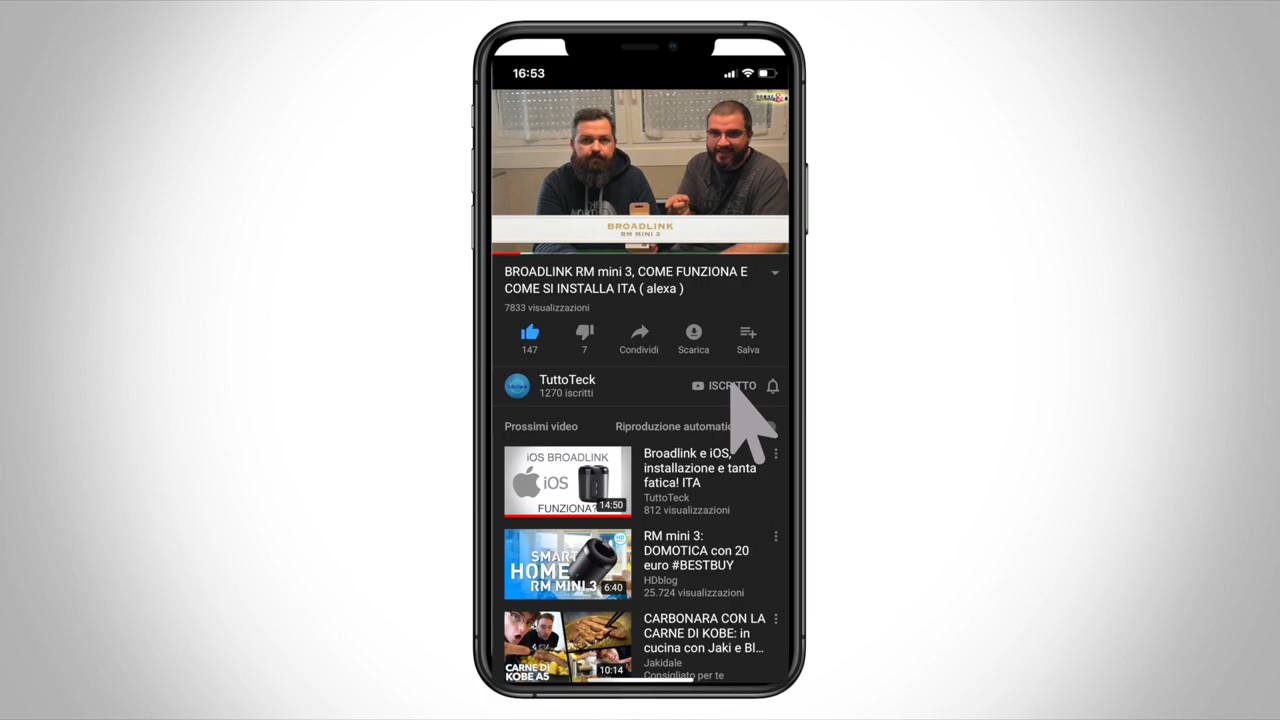 16:53
BROADLINK
RM MINI 3
BROADLINK RM mini 3, COME FUNZIONA E
COME SI INSTALLA ITA ( alexa )
7833 visualizzazioni
147
7
Condividi
Scarica
Salva
TuttoTeck
1270 iscritti
ISCRITTO
Prossimi video
Riproduzione
iOS BROADLINK
iOS
FUNZIONA?
14:50
Broadlink e iOS,
installazione e tanta
fatica! ITA
TuttoTeck
812 visualizzazioni
SMART
HOME
RM MINI 3
HD
6:40
RM mini 3:
DOMOTICA con 20
euro #BESTBUY
HDblog
25.724 visualizzazioni
CARNE DI
KOBE A5
10:14
CARBONARA CON LA
CARNE DI KOBE: in
cucina con Jaki e Bl...
Jakidale
Consigliato per te